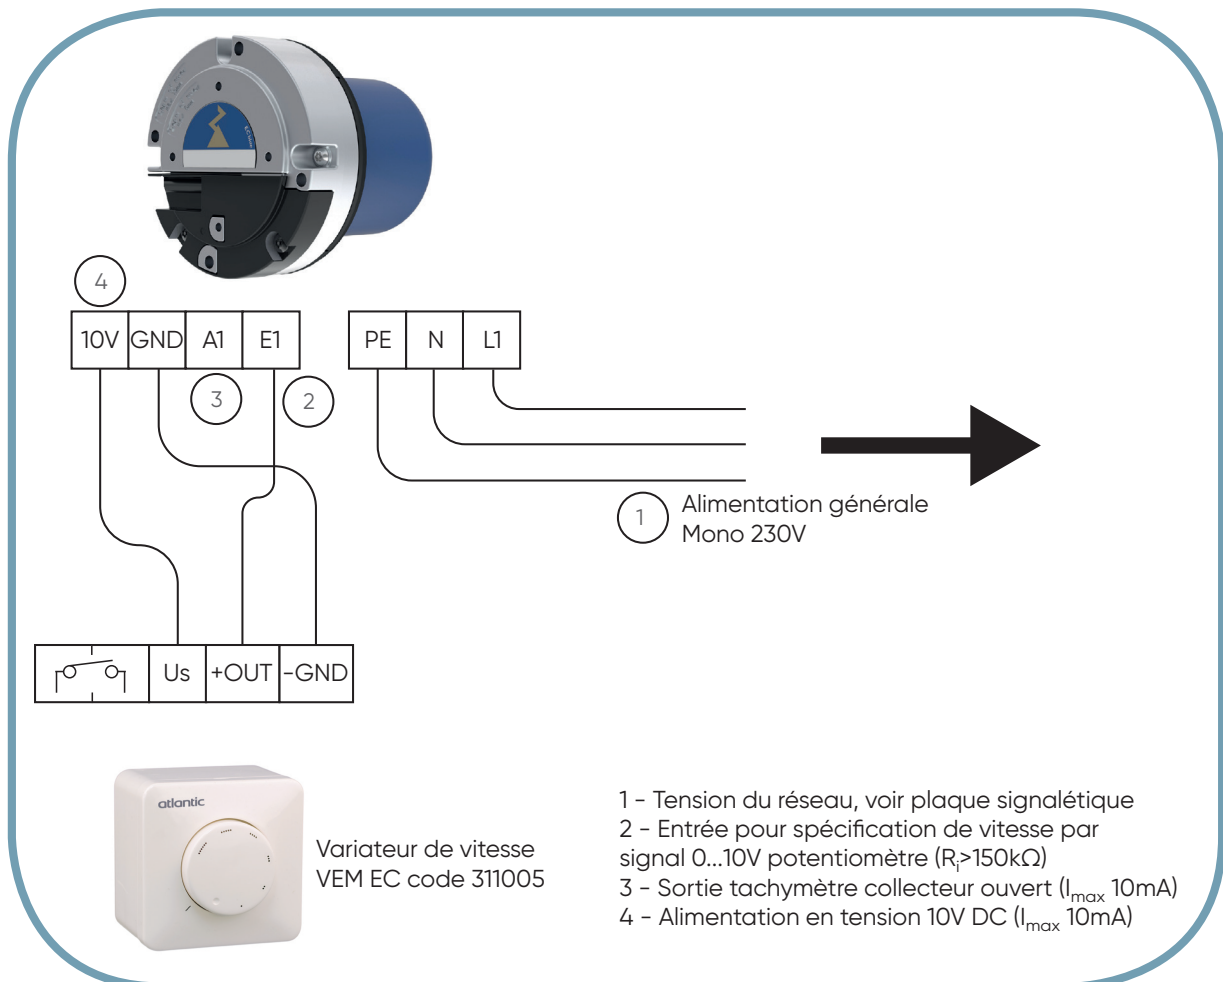 4
10V GND A1 E1 PE N L1
3 2
1 Alimentation générale
Mono 230V
Us +OUT -GND
atlantic
Variateur de vitesse
VEM EC code 311005
1 - Tension du réseau, voir plaque signalétique
2 - Entrée pour spécification de vitesse par
signal 0...10V potentiomètre (Ri>150kΩ)
3 - Sortie tachymètre collecteur ouvert (Imax 10mA)
4 - Alimentation en tension 10V DC (Imax 10mA)